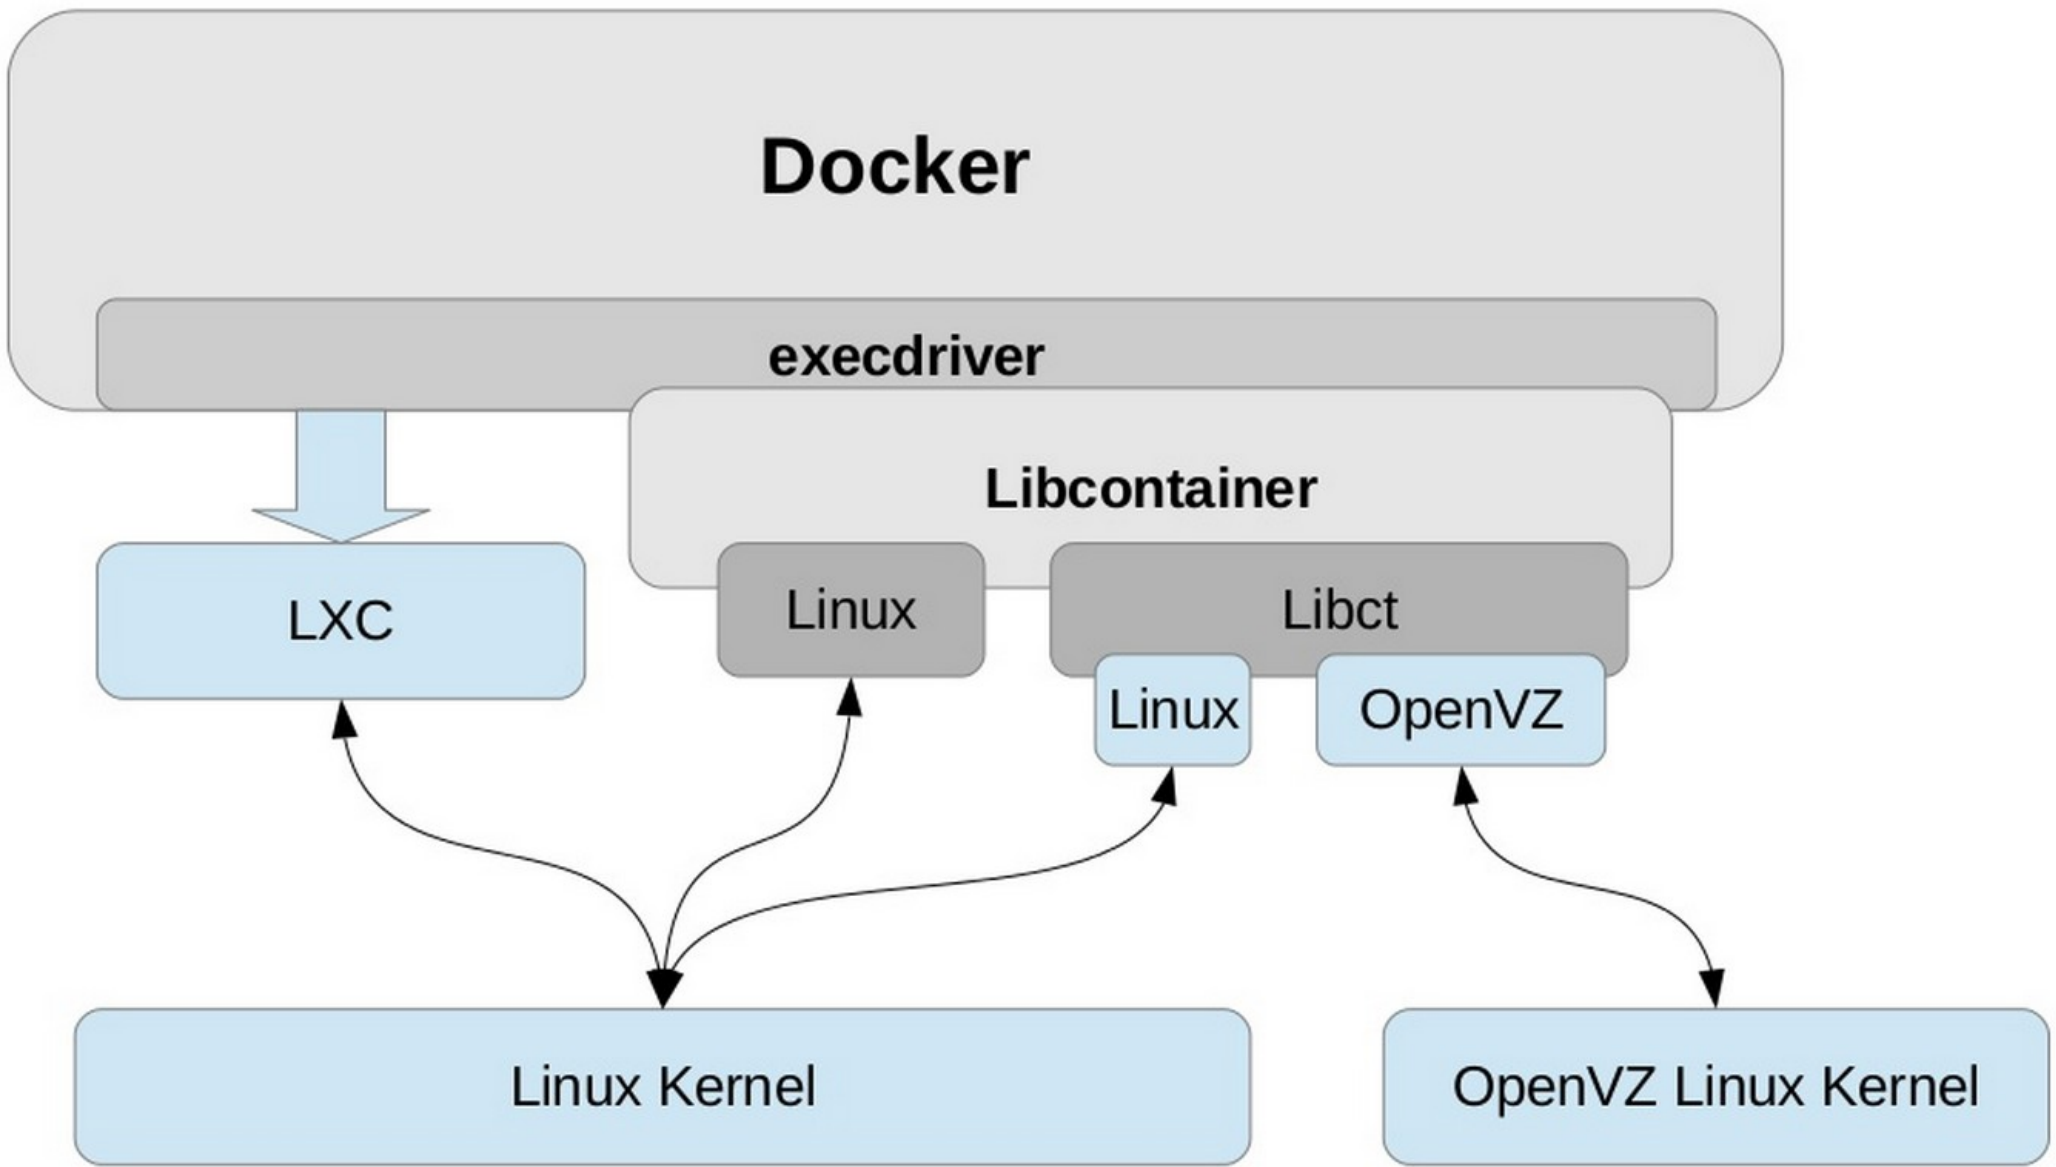 Docker
execdriver
Libcontainer
LXC
Linux
Libct
Linux
OpenVZ
Linux Kernel
OpenVZ Linux Kernel